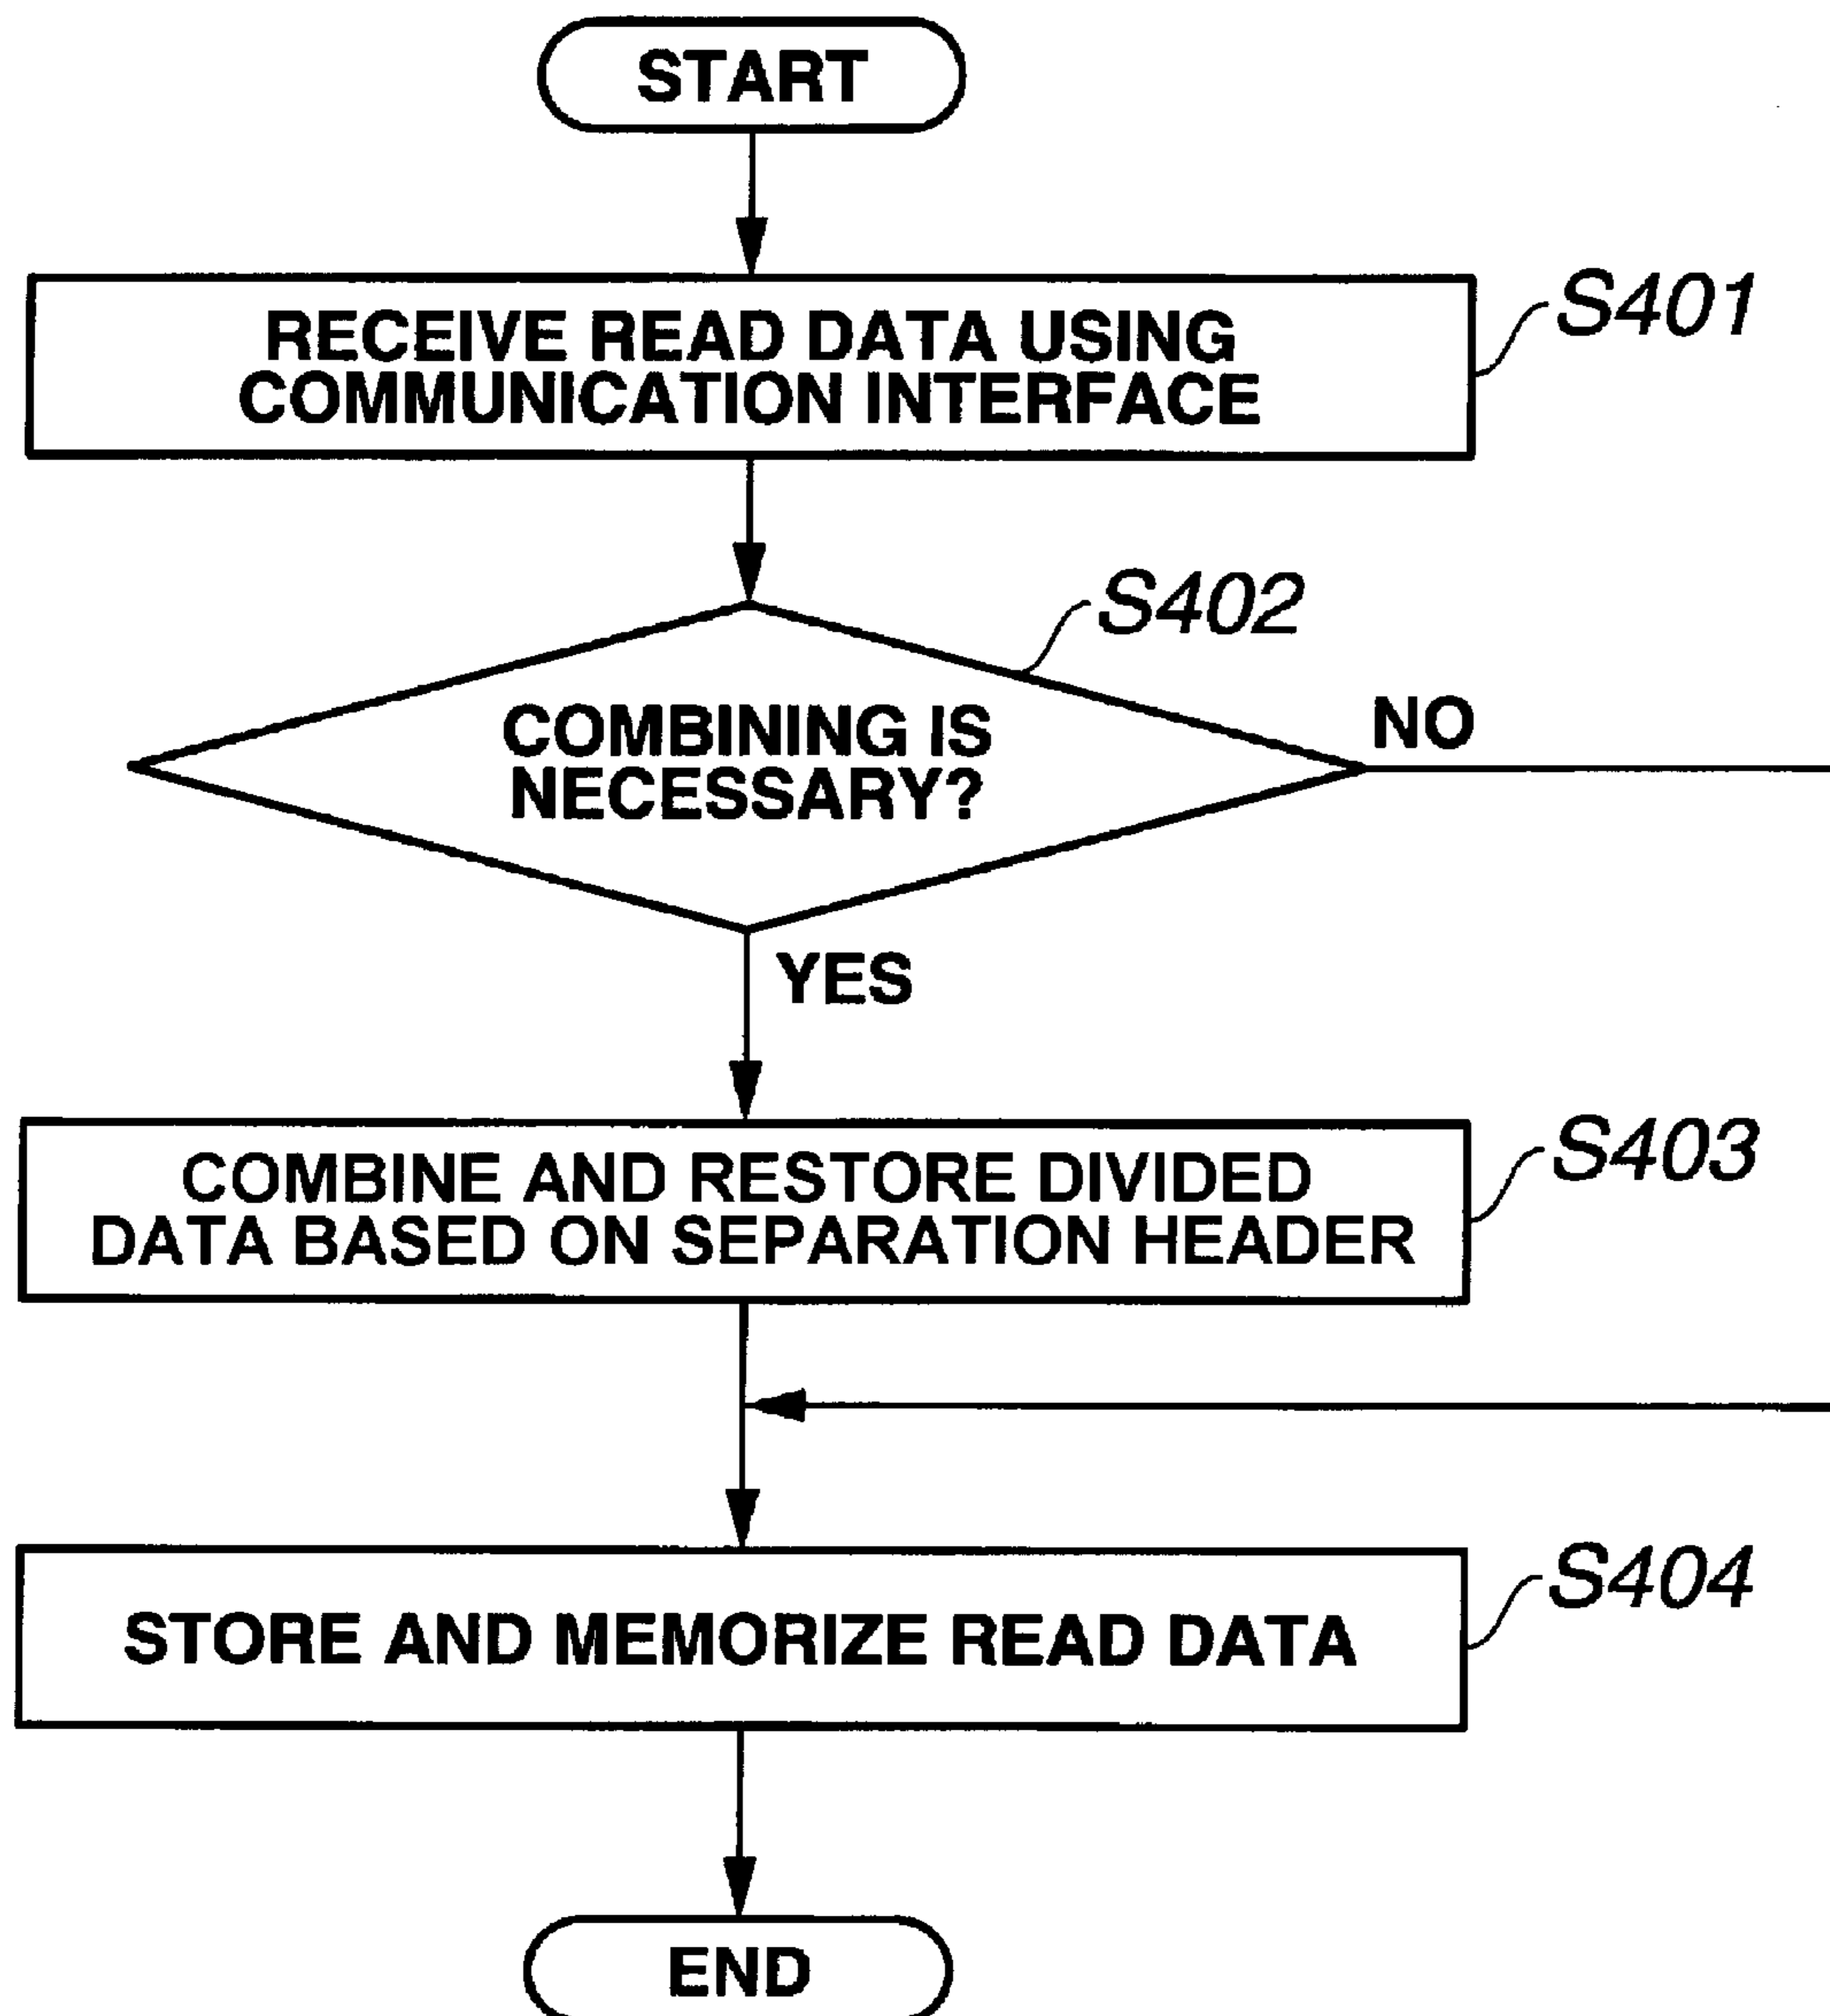 START
RECEIVE READ DATA USING
COMMUNICATION INTERFACE
S401
S402
COMBINING IS
NECESSARY?
NO
YES
COMBINE AND RESTORE DIVIDED
DATA BASED ON SEPARATION HEADER
S403
STORE AND MEMORIZE READ DATA
S404
END